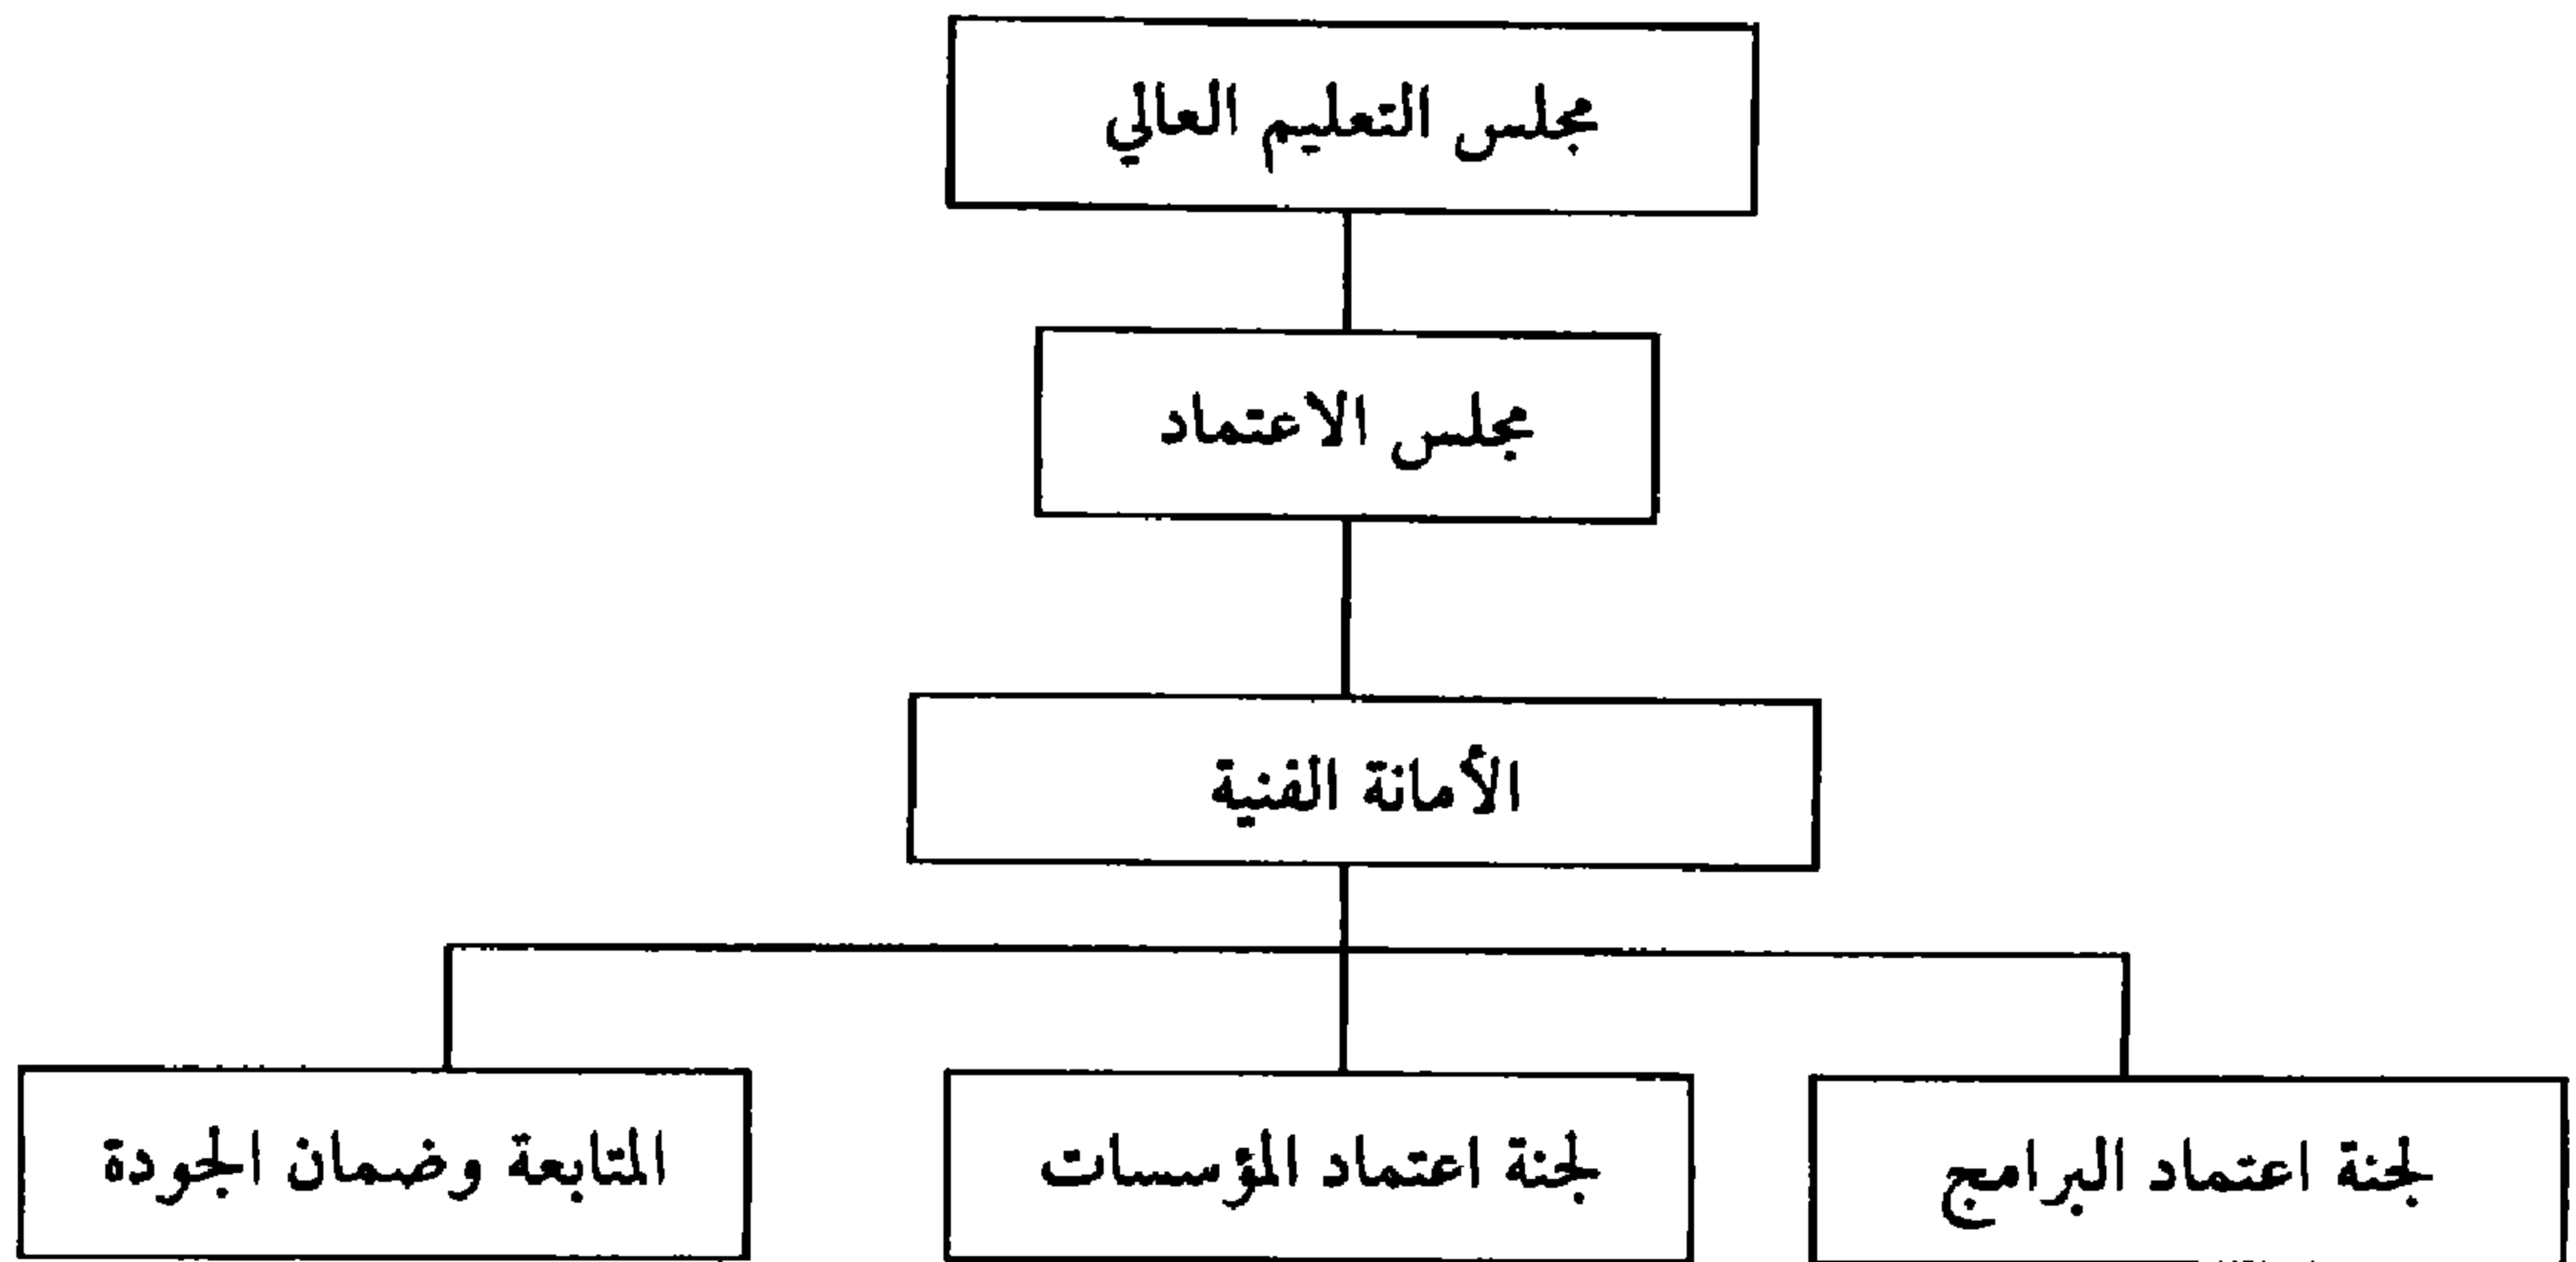 مجلس التعليم العالي
مجلس الاعتماد
الأمانة الفنية
لجنة اعتماد البرامج
لجنة اعتماد المؤسسات
المتابعة وضمان الجودة